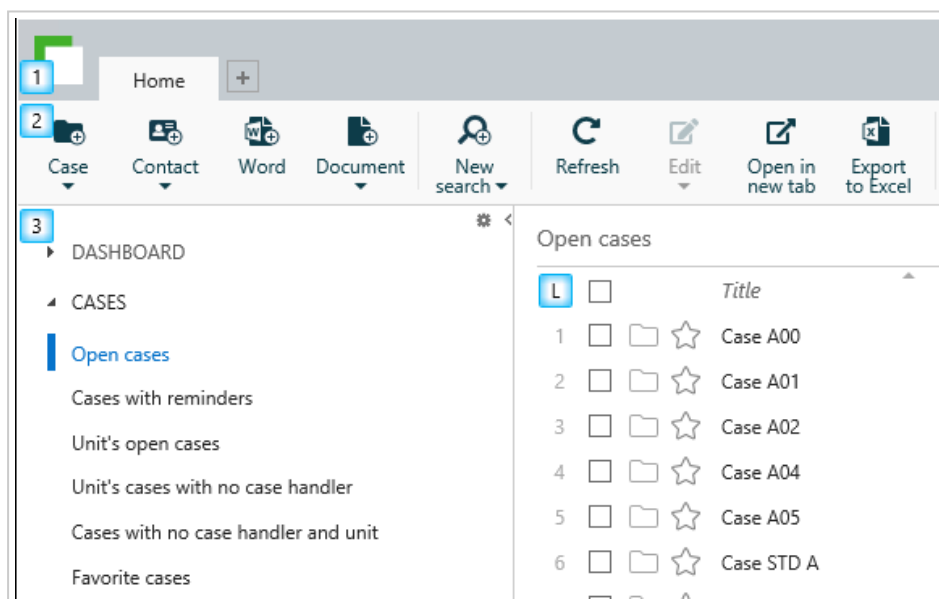 1
Home +
2
Case Contact Word Document New search Refresh Edit Open in new tab Export to Excel
3
DASHBOARD
CASES
Open cases
Cases with reminders
Unit's open cases
Unit's cases with no case handler
Cases with no case handler and unit
Favorite cases
Open cases
L Title
1 Case A00
2 Case A01
3 Case A02
4 Case A04
5 Case A05
6 Case STD A